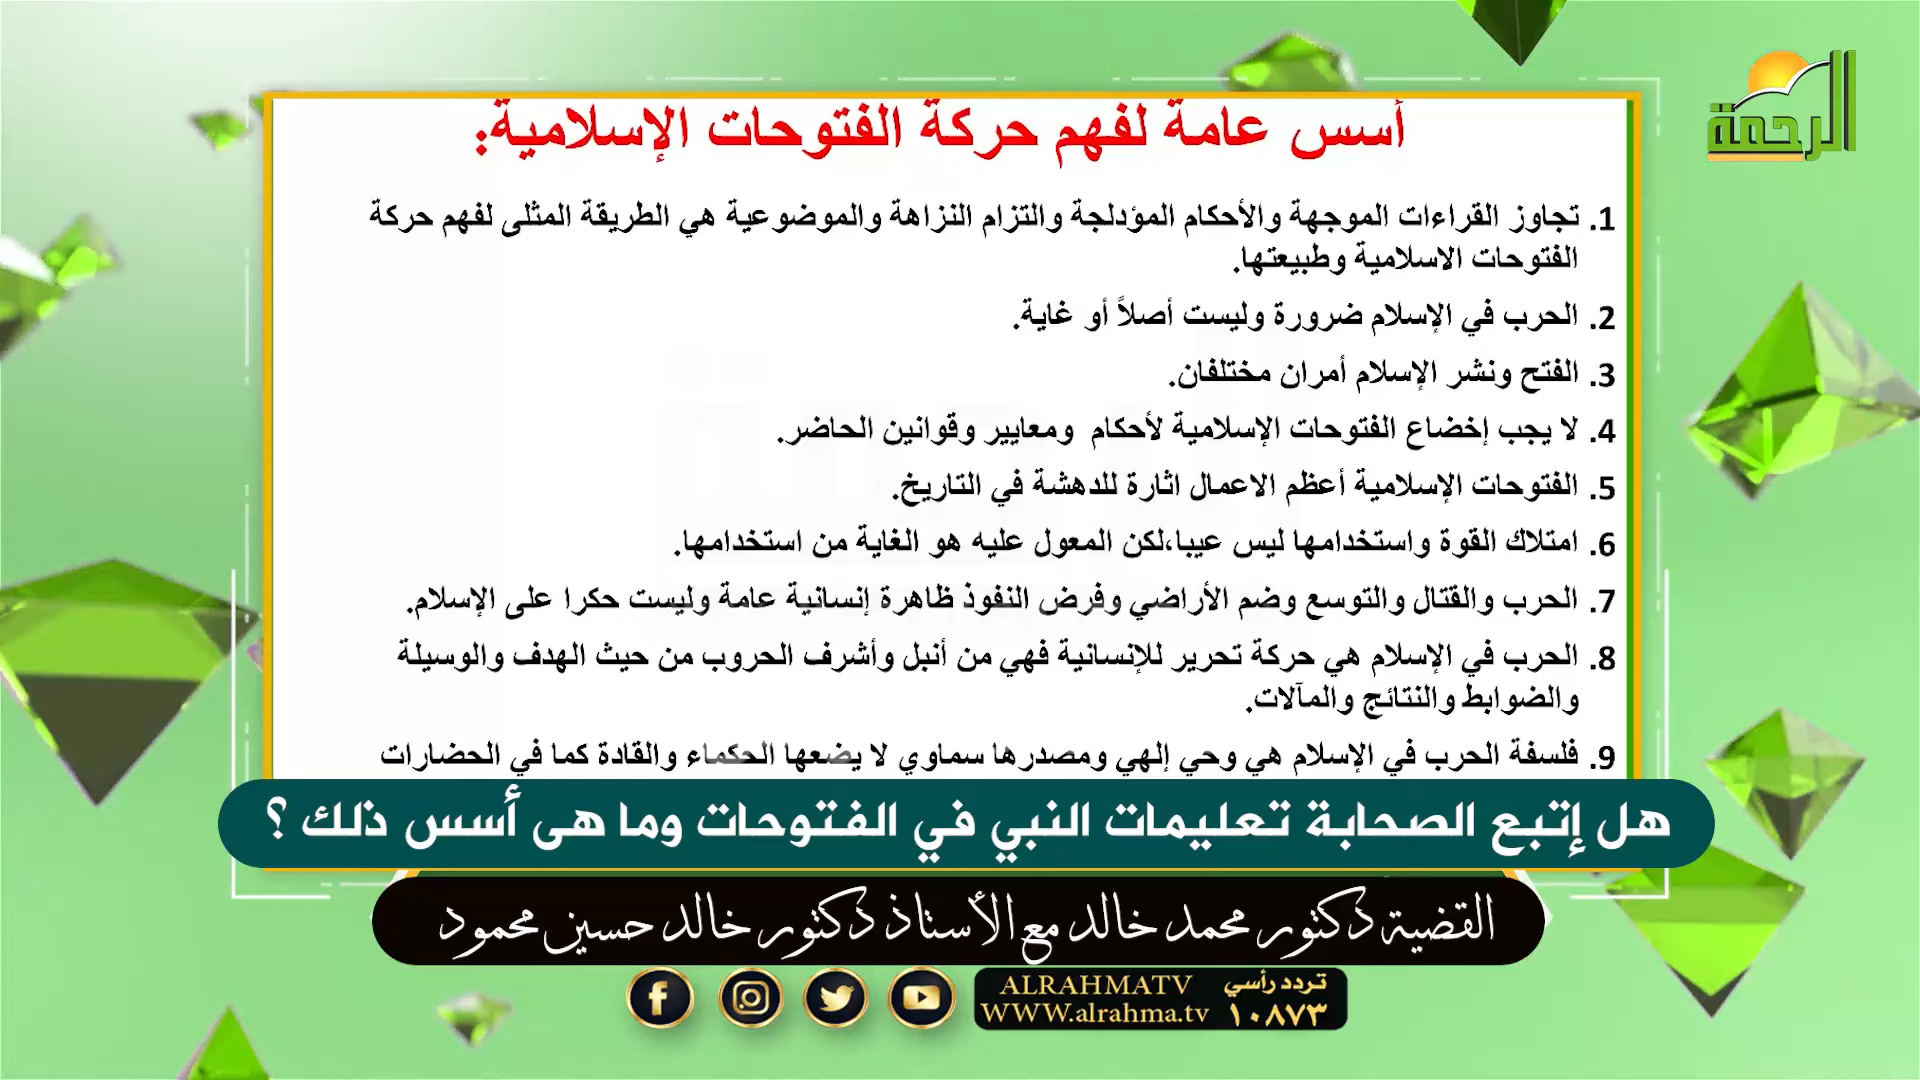 الرحمة
أسس عامة لفهم حركة الفتوحات الإسلامية:
1. تجاوز القراءات الموجهة والأحكام المؤدلجة والتزام النزاهة والموضوعية هي الطريقة المثلى لفهم حركة
الفتوحات الاسلامية وطبيعتها.
2. الحرب في الإسلام ضرورة وليست أصلاً أو غاية.
3. الفتح ونشر الإسلام أمران مختلفان.
4. لا يجب إخضاع الفتوحات الإسلامية لأحكام ومعايير وقوانين الحاضر.
5. الفتوحات الإسلامية أعظم الاعمال اثارة للدهشة في التاريخ.
6. امتلاك القوة واستخدامها ليس عيبا،لكن المعول عليه هو الغاية من استخدامها.
7. الحرب والقتال والتوسع وضم الأراضي وفرض النفوذ ظاهرة إنسانية عامة وليست حكرا على الإسلام.
8. الحرب في الإسلام هي حركة تحرير للإنسانية فهي من أنبل وأشرف الحروب من حيث الهدف والوسيلة
والضوابط والنتائج والمآلات.
9. فلسفة الحرب في الإسلام هي وحي إلهي ومصدرها سماوي لا يضعها الحكماء والقادة كما في الحضارات
هل إتبع الصحابة تعليمات النبي في الفتوحات وما هى أسس ذلك ؟
القضية دكتور محمد خالد مع الأستاذ دكتور خالد حسين محمود
ALRAHMATV تردد رأسي
WWW.alrahma.tv ١٠٨٧٣